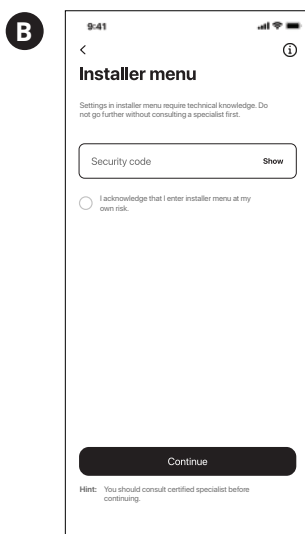 B
9:41
Installer menu
Settings in installer menu require technical knowledge. Do
not go further without consulting a specialist first.
Security code Show
I acknowledge that I enter installer menu at my
own risk.
Continue
Hint: You should consult certified specialist before
continuing.